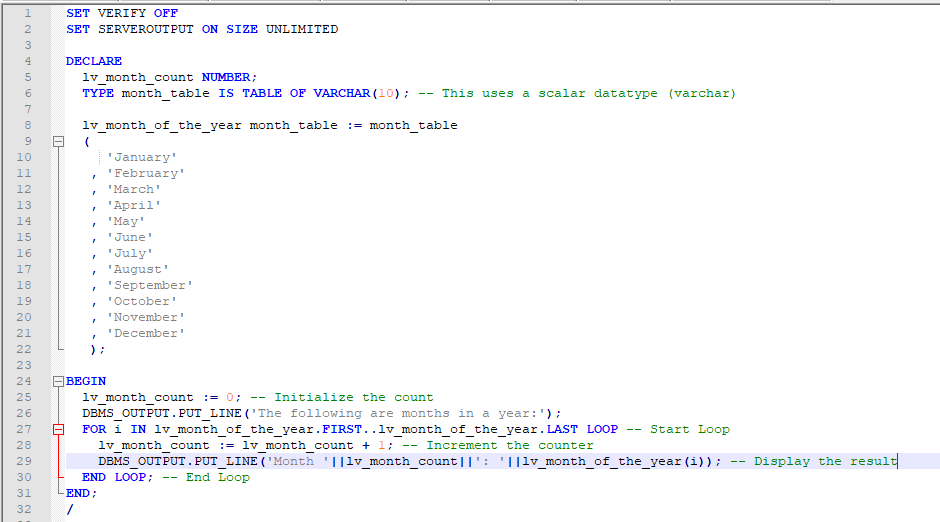 1 SET VERIFY OFF
2 SET SERVEROUTPUT ON SIZE UNLIMITED
3
4 DECLARE
5   lv_month_count NUMBER;
6   TYPE month_table IS TABLE OF VARCHAR(10); -- This uses a scalar datatype (varchar)
7
8   lv_month_of_the_year month_table := month_table
9   (
10     'January'
11    , 'February'
12    , 'March'
13    , 'April'
14    , 'May'
15    , 'June'
16    , 'July'
17    , 'August'
18    , 'September'
19    , 'October'
20    , 'November'
21    , 'December'
22    );
23
24 BEGIN
25   lv_month_count := 0; -- Initialize the count
26   DBMS_OUTPUT.PUT_LINE('The following are months in a year:');
27   FOR i IN lv_month_of_the_year.FIRST..lv_month_of_the_year.LAST LOOP -- Start Loop
28     lv_month_count := lv_month_count + 1; -- Increment the counter
29     DBMS_OUTPUT.PUT_LINE('Month '||lv_month_count||': '||lv_month_of_the_year(i)); -- Display the result
30   END LOOP; -- End Loop
31 END;
32 /